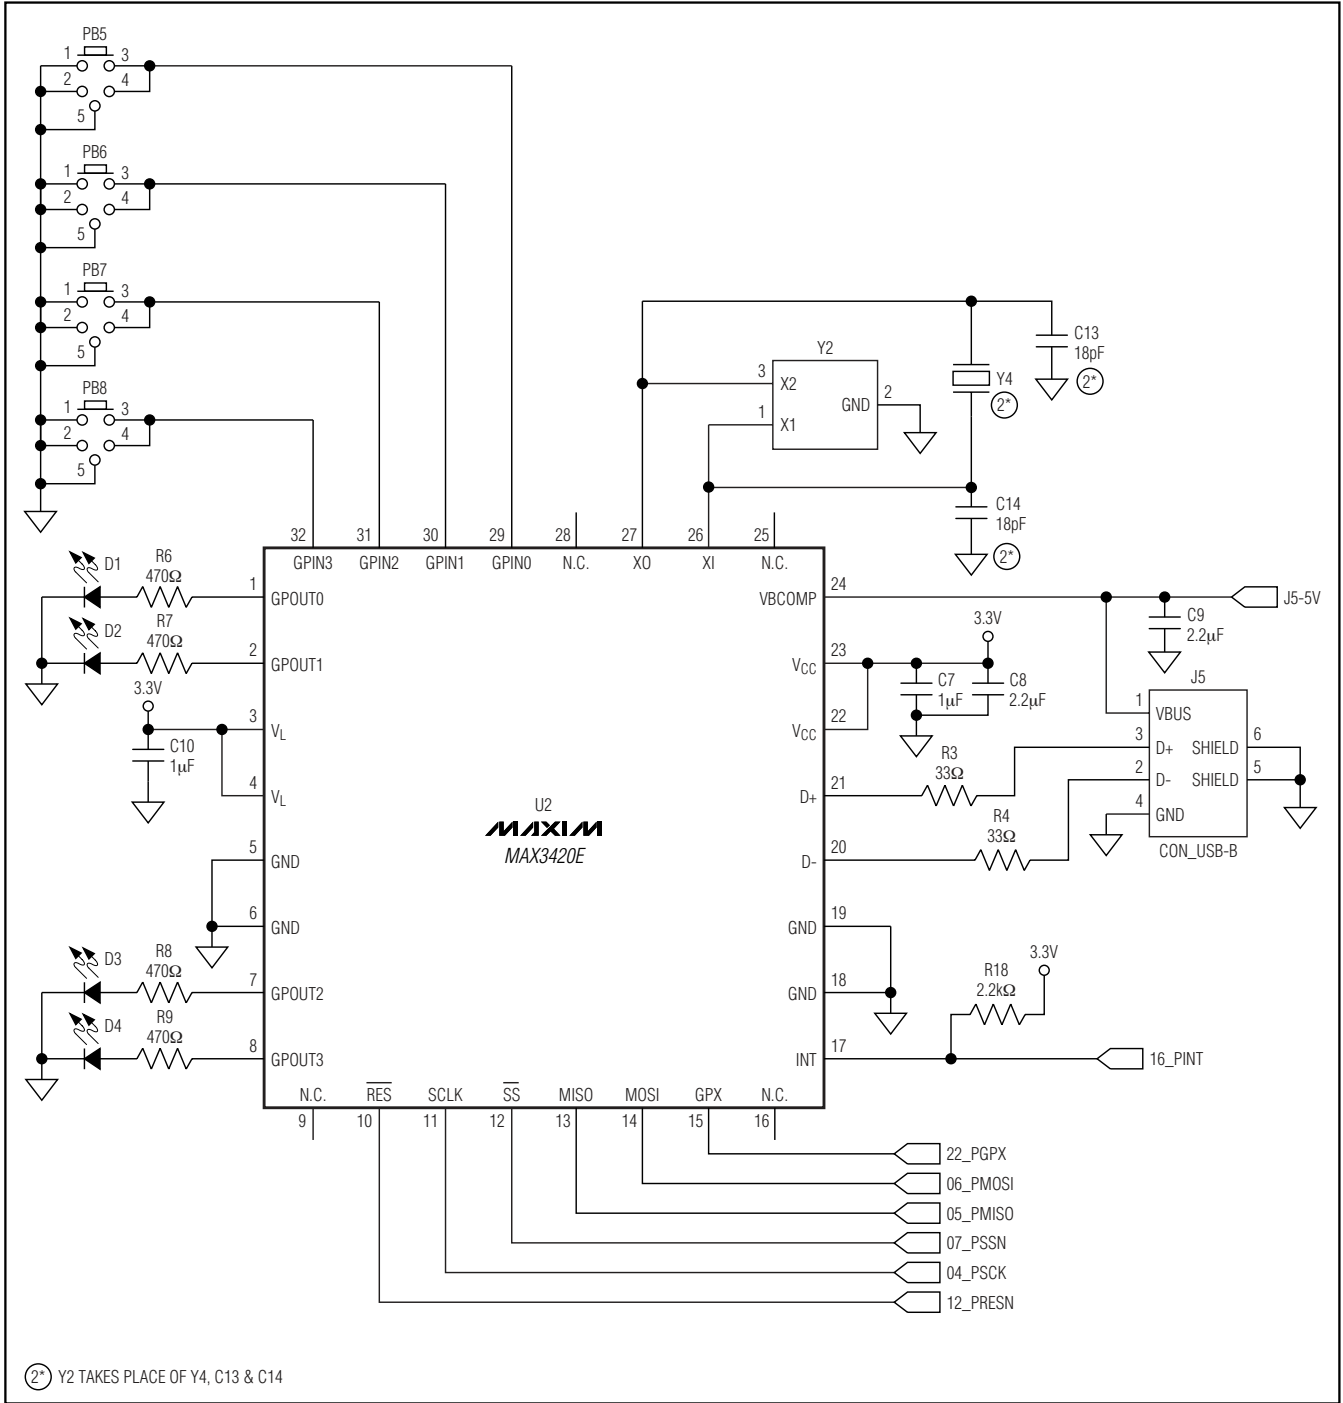 PB5
1 3
2 4
5
PB6
1 3
2 4
5
PB7
1 3
2 4
5
PB8
1 3
2 4
5
Y2
3 X2
1 X1
GND 2
Y4
2*
C13
18pF
2*
C14
18pF
2*
32 31 30 29 28 27 26 25
GPIN3 GPIN2 GPIN1 GPIN0 N.C. XO XI N.C.
D1
R6
470Ω
1 GPOUT0
D2
R7
470Ω
2 GPOUT1
3.3V
3 VL
C10
1µF
4 VL
5 GND
6 GND
D3
R8
470Ω
7 GPOUT2
D4
R9
470Ω
8 GPOUT3
U2
MAXIM
MAX3420E
VBCOMP 24
J5-5V
C9
2.2µF
3.3V
VCC 23
C7
1µF
C8
2.2µF
VCC 22
D+ 21
R3
33Ω
D- 20
R4
33Ω
J5
1 VBUS
3 D+ SHIELD 6
2 D- SHIELD 5
4 GND
CON_USB-B
GND 19
GND 18
3.3V
R18
2.2kΩ
INT 17
16_PINT
N.C. RES SCLK SS MISO MOSI GPX N.C.
9 10 11 12 13 14 15 16
22_PGPX
06_PMOSI
05_PMISO
07_PSSN
04_PSCK
12_PRESN
2* Y2 TAKES PLACE OF Y4, C13 & C14